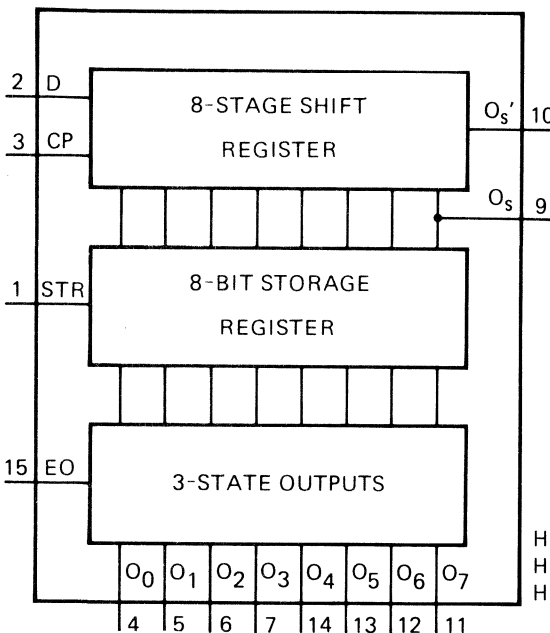 2 D
8-STAGE SHIFT
REGISTER
Os' 10
3 CP
Os 9
8-BIT STORAGE
REGISTER
1 STR
15 EO
3-STATE OUTPUTS
O0 O1 O2 O3 O4 O5 O6 O7
4 5 6 7 14 13 12 11
H
H
H